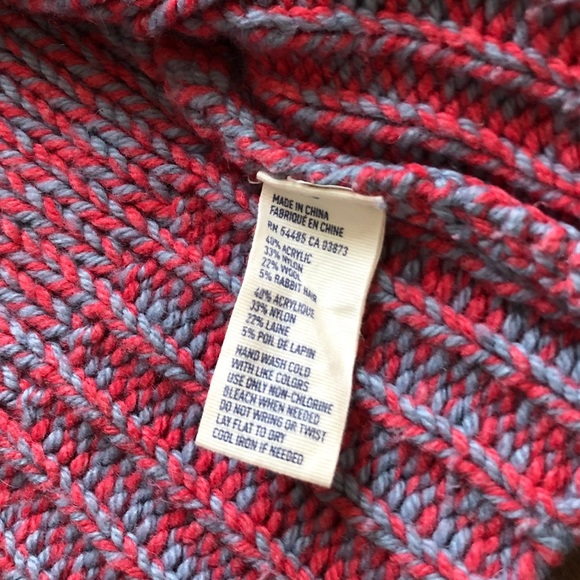 MADE IN CHINA
FABRIQUÉ EN CHINE
RN 54485 CA 03873
40% ACRYLIC
33% NYLON
22% WOOL
5% RABBIT HAIR
40% ACRYLIQUE
33% NYLON
22% LAINE
5% POIL DE LAPIN
HAND WASH COLD
WITH LIKE COLORS
USE ONLY NON-CHLORINE
BLEACH WHEN NEEDED
DO NOT WRING OR TWIST
LAY FLAT TO DRY
COOL IRON IF NEEDED